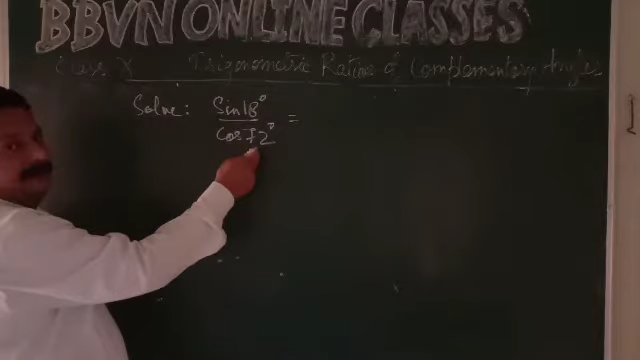 BBVN ONLINE CLASSES
Class X Trigonometric Ratios of Complementary Angles
Solve: Sin18°
Cos72° =